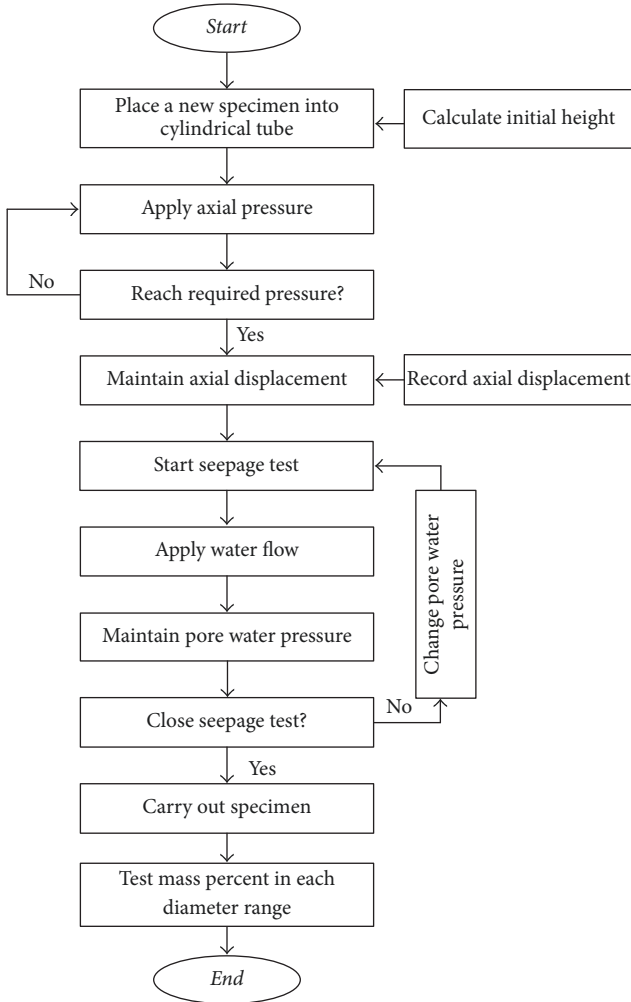 Start
Place a new specimen into
cylindrical tube
Calculate initial height
Apply axial pressure
No
Reach required pressure?
Yes
Maintain axial displacement
Record axial displacement
Start seepage test
Apply water flow
Change pore water
pressure
Maintain pore water pressure
No
Close seepage test?
Yes
Carry out specimen
Test mass percent in each
diameter range
End